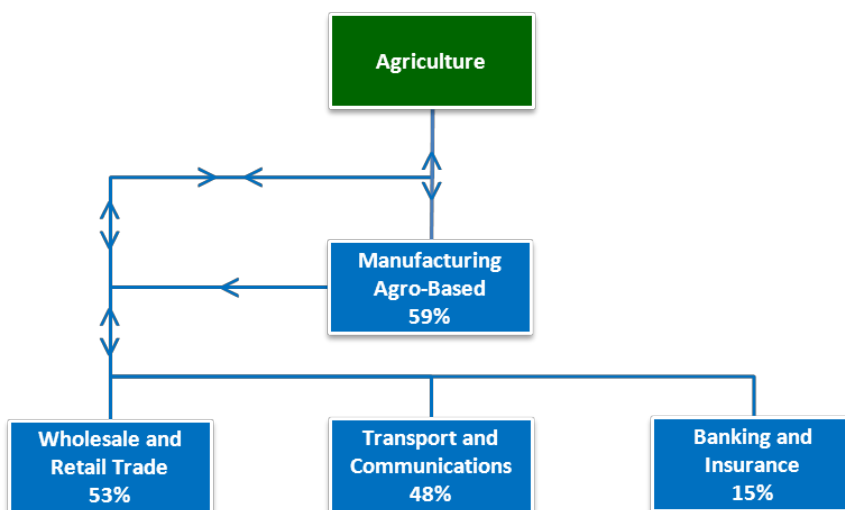 Agriculture
Manufacturing
Agro-Based
59%
Wholesale and
Retail Trade
53%
Transport and
Communications
48%
Banking and
Insurance
15%